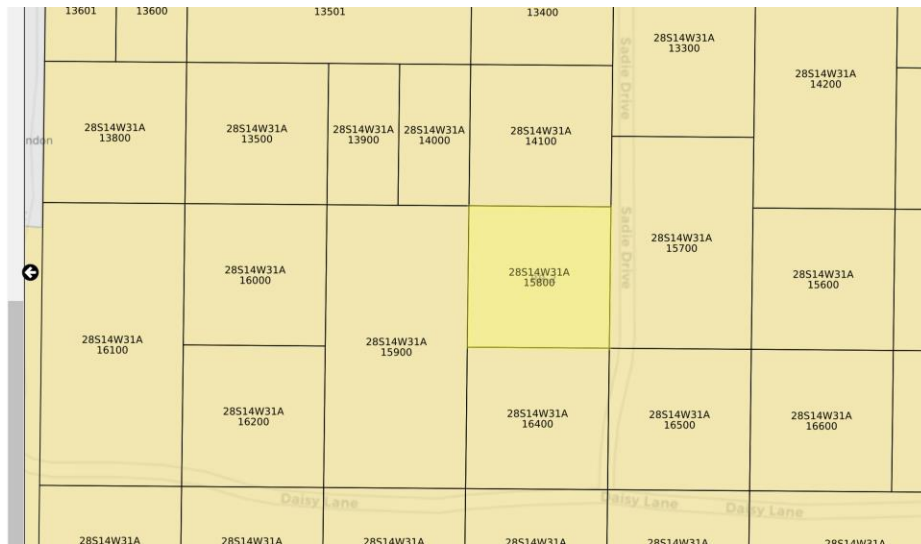 13601
13600
13501
13400
28S14W31A
13300
28S14W31A
14200
Sadie Drive
28S14W31A
13800
28S14W31A
13500
28S14W31A
13900
28S14W31A
14000
28S14W31A
14100
ndon
28S14W31A
16000
28S14W31A
15800
Sadie Drive
28S14W31A
15700
28S14W31A
15600
28S14W31A
16100
28S14W31A
15900
28S14W31A
16200
28S14W31A
16400
28S14W31A
16500
28S14W31A
16600
Daisy Lane
Daisy Lane
Daisy Lane
28S14W31A
28S14W31A
28S14W31A
28S14W31A
28S14W31A
28S14W31A